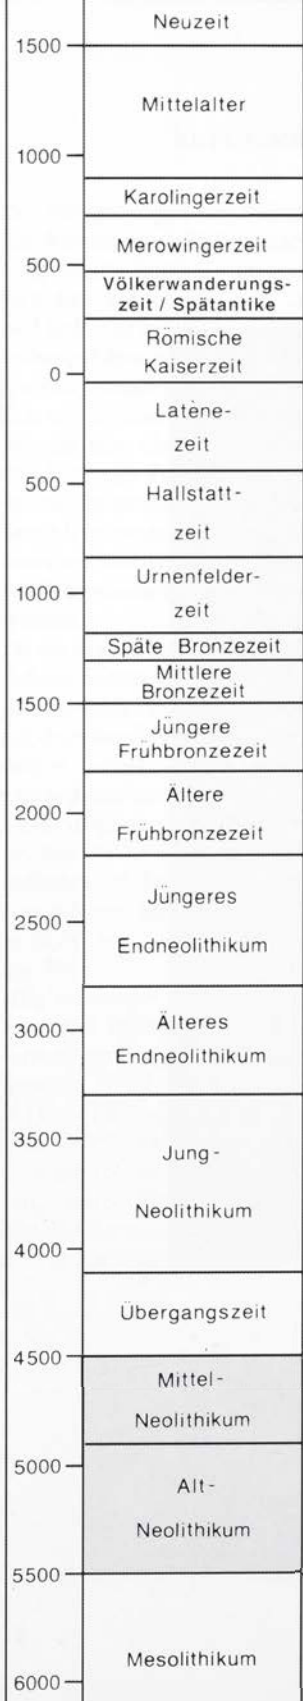 Neuzeit
1500
Mittelalter
1000
Karolingerzeit
Merowingerzeit
500
Völkerwanderungs-
zeit / Spätantike
Römische
Kaiserzeit
0
Latène-
zeit
500
Hallstatt-
zeit
Urnenfelder-
1000
zeit
Späte Bronzezeit
Mittlere
Bronzezeit
1500
Jüngere
Frühbronzezeit
Ältere
2000
Frühbronzezeit
Jüngeres
2500
Endneolithikum
Älteres
3000
Endneolithikum
3500
Jung-
Neolithikum
4000
Übergangszeit
4500
Mittel-
Neolithikum
5000
Alt-
Neolithikum
5500
Mesolithikum
6000